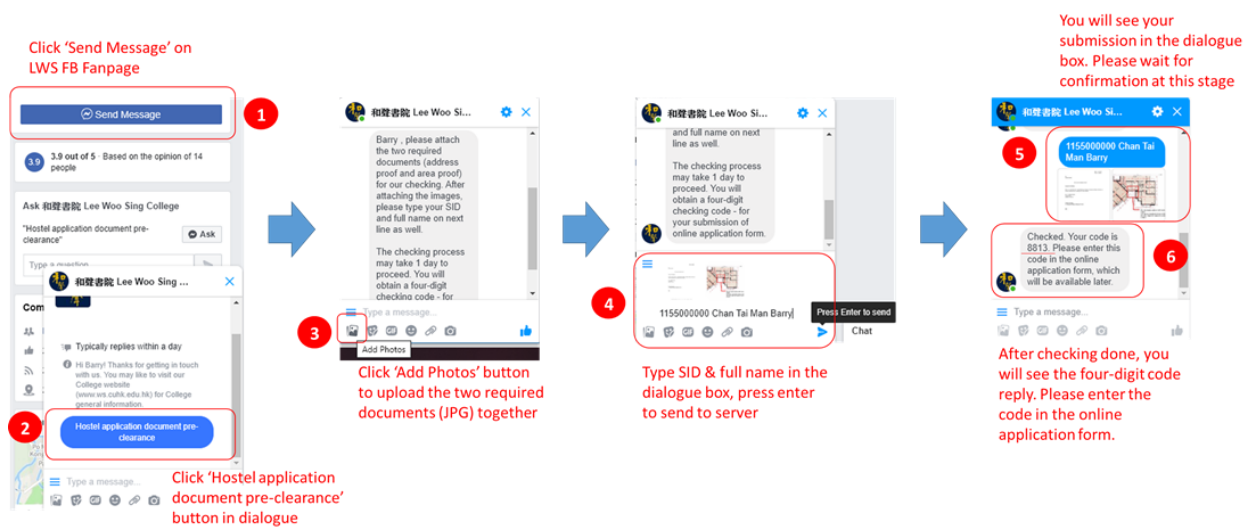 Click 'Send Message' on
LWS FB Fanpage
Send Message
1
3.9
3.9 out of 5 · Based on the opinion of 14
people
Ask 和聲書院 Lee Woo Sing College
"Hostel application document pre-
clearance"
Ask
Type a question
Com
和聲書院 Lee Woo Sing ...
Typically replies within a day
Hi Barry! Thanks for getting in touch
with us. You may like to visit our
College website
(www.ws.cuhk.edu.hk) for College
general information.
2
Hostel application document pre-
clearance
Type a message...
GIF
Click 'Hostel application
document pre-clearance'
button in dialogue
和聲書院 Lee Woo Si...
Barry , please attach
the two required
documents (address
proof and area proof)
for our checking. After
attaching the images,
please type your SID
and full name on next
line as well.
The checking process
may take 1 day to
proceed. You will
obtain a four-digit
checking code - for
Type a message...
3
GIF
Add Photos
Click 'Add Photos' button
to upload the two required
documents (JPG) together
和聲書院 Lee Woo Sing...
and full name on next
line as well.
The checking process
may take 1 day to
proceed. You will
obtain a four-digit
checking code - for
your submission of
online application form.
4
1155000000 Chan Tai Man Barry
Press Enter to send
GIF
Chat
Type SID & full name in the
dialogue box, press enter
to send to server
You will see your
submission in the dialogue
box. Please wait for
confirmation at this stage
和聲書院 Lee Woo Si...
5
1155000000 Chan Tai
Man Barry
Checked. Your code is
8813. Please enter this
code in the online
application form, which
will be available later.
6
Type a message...
GIF
After checking done, you
will see the four-digit code
reply. Please enter the
code in the online
application form.